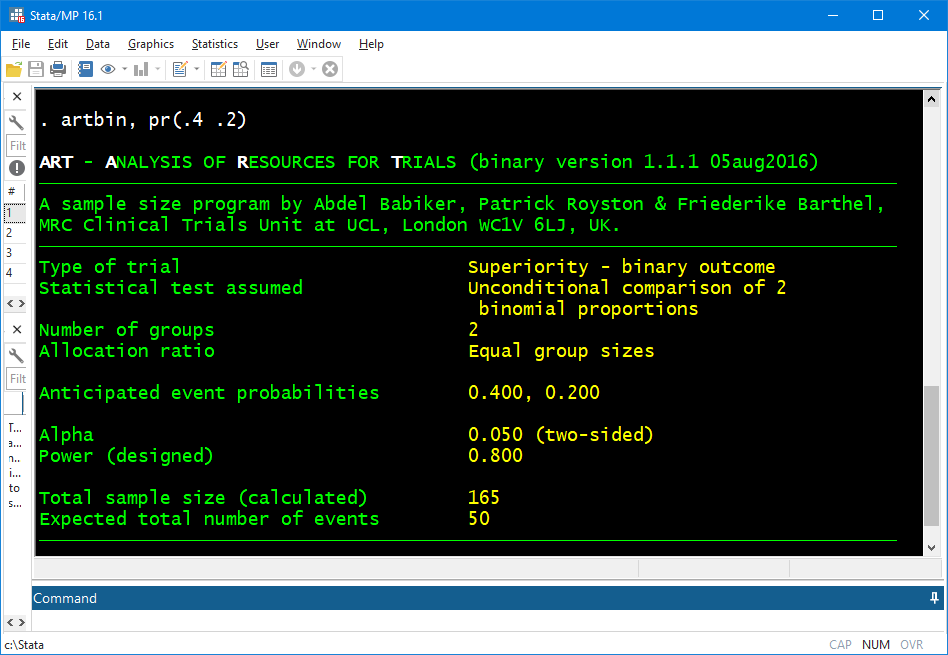 Stata/MP 16.1
File Edit Data Graphics Statistics User Window Help
Filt
#
1
2
3
4
Filt
T...
a...
n..
i...
to
s...
. artbin, pr(.4 .2)
ART - ANALYSIS OF RESOURCES FOR TRIALS (binary version 1.1.1 05aug2016)
A sample size program by Abdel Babiker, Patrick Royston & Friederike Barthel,
MRC Clinical Trials Unit at UCL, London WC1V 6LJ, UK.
Type of trial Superiority - binary outcome
Statistical test assumed Unconditional comparison of 2
binomial proportions
Number of groups 2
Allocation ratio Equal group sizes
Anticipated event probabilities 0.400, 0.200
Alpha 0.050 (two-sided)
Power (designed) 0.800
Total sample size (calculated) 165
Expected total number of events 50
Command
c:\Stata CAP NUM OVR